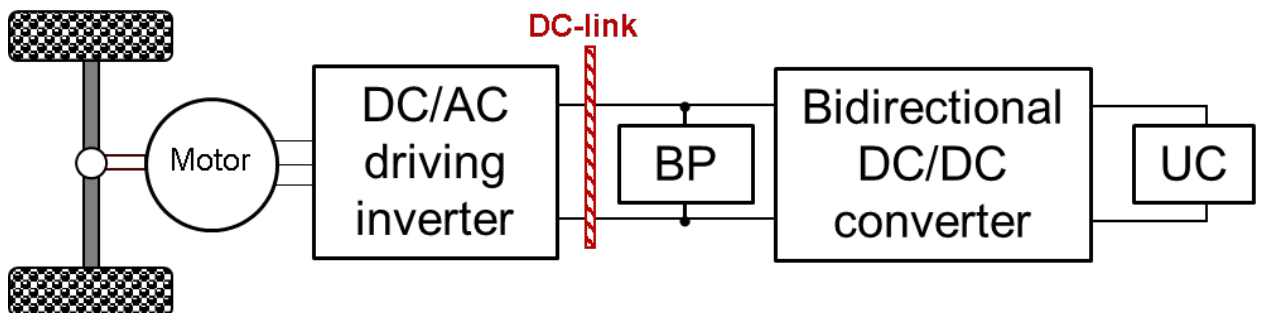 DC-link
Motor
DC/AC
driving
inverter
BP
Bidirectional
DC/DC
converter
UC